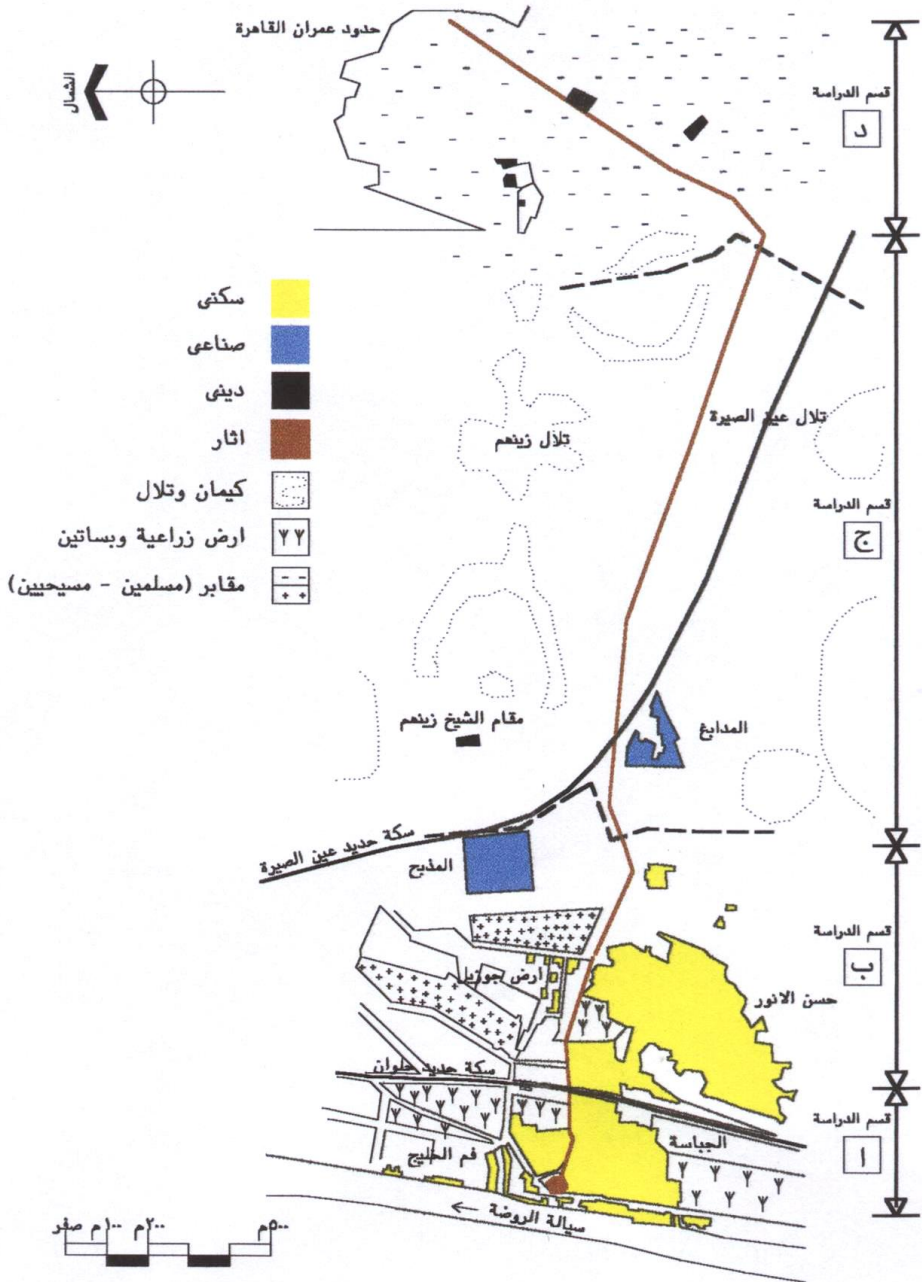 حدود عمران القاهرة
الشمال
قسم الدراسة
د
سكنى
صناعى
دينى
اثار
كيمان وتلال
ارض زراعية وبساتين
مقابر (مسلمين - مسيحيين)
تلال زينهم
تلال عين الصيرة
قسم الدراسة
ج
مقام الشيخ زينهم
المدابغ
سكة حديد عين الصيرة
المذبح
قسم الدراسة
ب
ارض جوزيل
حسن الانور
سكة حديد حلوان
قسم الدراسة
ا
الجباسة
فم الخليج
سيالة الروضة
٥٠٠م ٢٠٠م ١٠٠م صفر